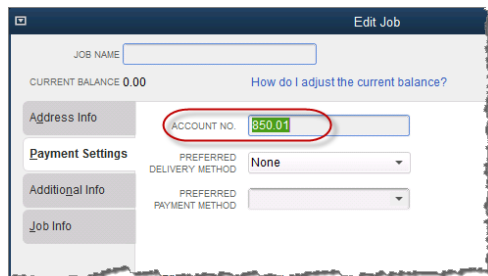 Edit Job
JOB NAME
CURRENT BALANCE 0.00 How do I adjust the current balance?
Address Info
ACCOUNT NO. 850.01
Payment Settings
PREFERRED
DELIVERY METHOD None
Additional Info
PREFERRED
PAYMENT METHOD
Job Info